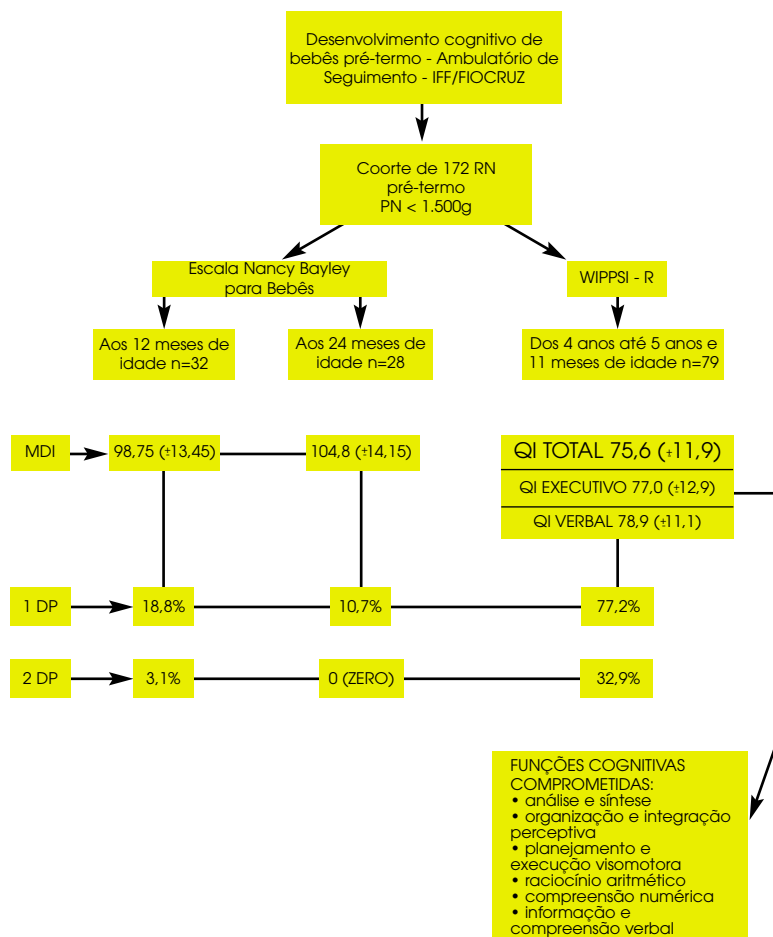 Desenvolvimento cognitivo de
bebês pré-termo - Ambulatório de
Seguimento - IFF/FIOCRUZ
Coorte de 172 RN
pré-termo
PN < 1.500g
Escala Nancy Bayley
para Bebês
WIPPSI - R
Aos 12 meses de
idade n=32
Aos 24 meses de
idade n=28
Dos 4 anos até 5 anos e
11 meses de idade n=79
MDI
98,75 (±13,45)
104,8 (±14,15)
QI TOTAL 75,6 (±11,9)
QI EXECUTIVO 77,0 (±12,9)
QI VERBAL 78,9 (±11,1)
1 DP
18,8%
10,7%
77,2%
2 DP
3,1%
0 (ZERO)
32,9%
FUNÇÕES COGNITIVAS
COMPROMETIDAS:
• análise e síntese
• organização e integração
perceptiva
• planejamento e
execução visomotora
• raciocínio aritmético
• compreensão numérica
• informação e
compreensão verbal